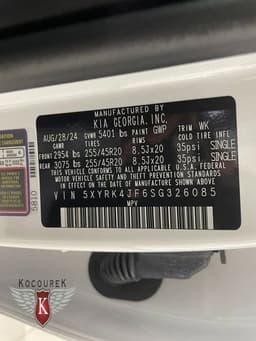 MANUFACTURED BY
KIA GEORGIA, INC.
AUG/28/24 GVWR 5401 lbs PAINT GWP TRIM WK
GAWR TIRES RIMS COLD TIRE INFL
FRONT 2954 lbs 255/45R20 8.5Jx20 35psi SINGLE
REAR 3075 lbs 255/45R20 8.5Jx20 35psi SINGLE
THIS VEHICLE CONFORMS TO ALL APPLICABLE U.S. FEDERAL
MOTOR VEHICLE SAFETY AND THEFT PREVENTION STANDARDS
IN EFFECT ON THE DATE OF MANUFACTURE SHOWN ABOVE.
VIN 5XYRK4JF6SG326085
MPV
5810
KOCOUREK
K